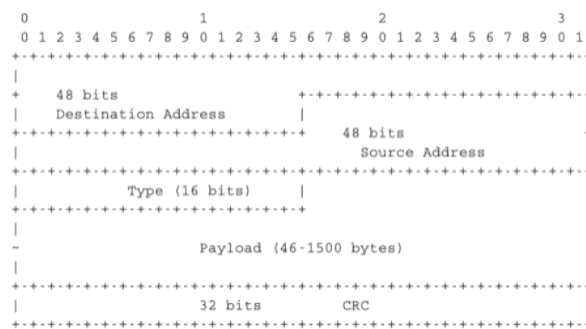 0 1 2 3
0 1 2 3 4 5 6 7 8 9 0 1 2 3 4 5 6 7 8 9 0 1 2 3 4 5 6 7 8 9 0 1
48 bits
Destination Address
48 bits
Source Address
Type (16 bits)
Payload (46-1500 bytes)
32 bits CRC